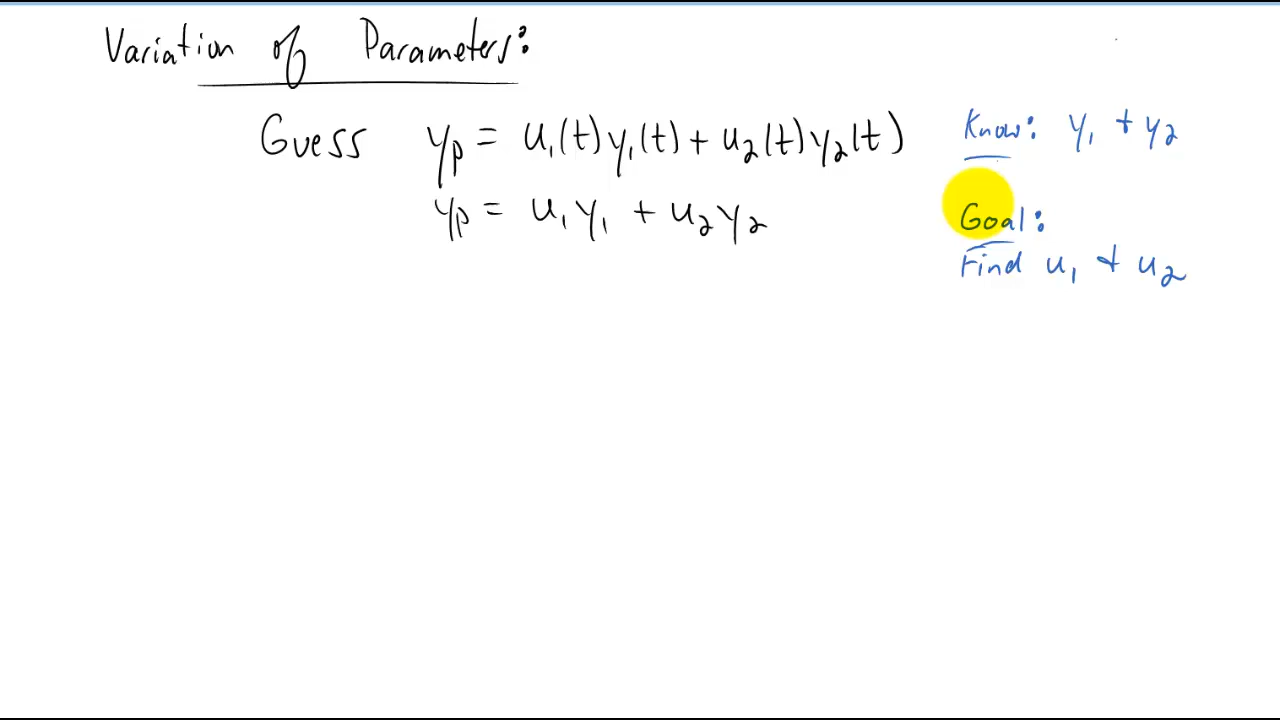 Variation of Parameters:
Guess yp = u₁(t)y₁(t) + u₂(t)y₂(t)
yp = u₁y₁ + u₂y₂
Know: y₁ + y₂
Goal:
Find u₁ + u₂